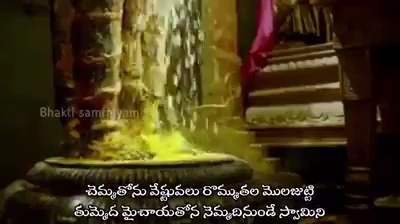 Bhakti samrajyam
చెమ్మతోను వేష్టువలు రొమ్ముతల మొలజుట్టి
తుమ్మెద మైచాయతోన నెమ్మదినుండే స్వామిని